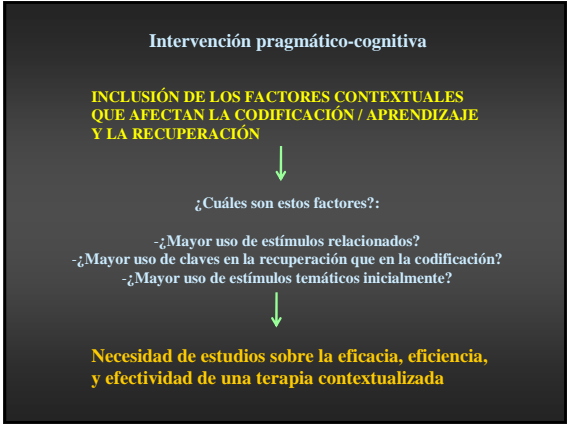 Intervención pragmático-cognitiva
INCLUSIÓN DE LOS FACTORES CONTEXTUALES
QUE AFECTAN LA CODIFICACIÓN / APRENDIZAJE
Y LA RECUPERACIÓN
¿Cuáles son estos factores?:
-¿Mayor uso de estímulos relacionados?
-¿Mayor uso de claves en la recuperación que en la codificación?
-¿Mayor uso de estímulos temáticos inicialmente?
Necesidad de estudios sobre la eficacia, eficiencia,
y efectividad de una terapia contextualizada